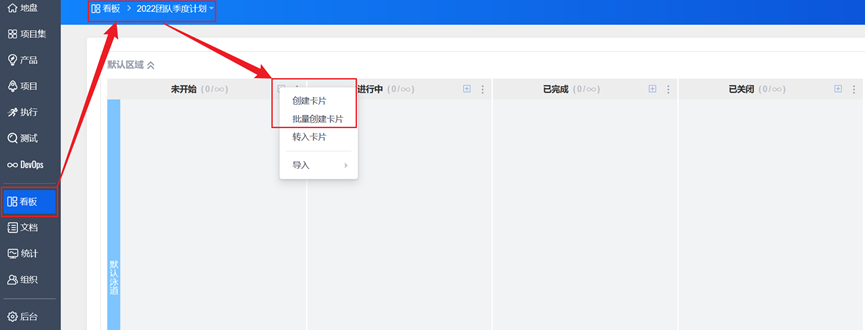 地盘
项目集
产品
项目
执行
测试
DevOps
看板
文档
统计
组织
后台
看板 > 2022团队季度计划
默认区域
未开始 (0/∞)
进行中 (0/∞)
已完成 (0/∞)
已关闭 (0/∞)
创建卡片
批量创建卡片
转入卡片
导入 >
默认泳道